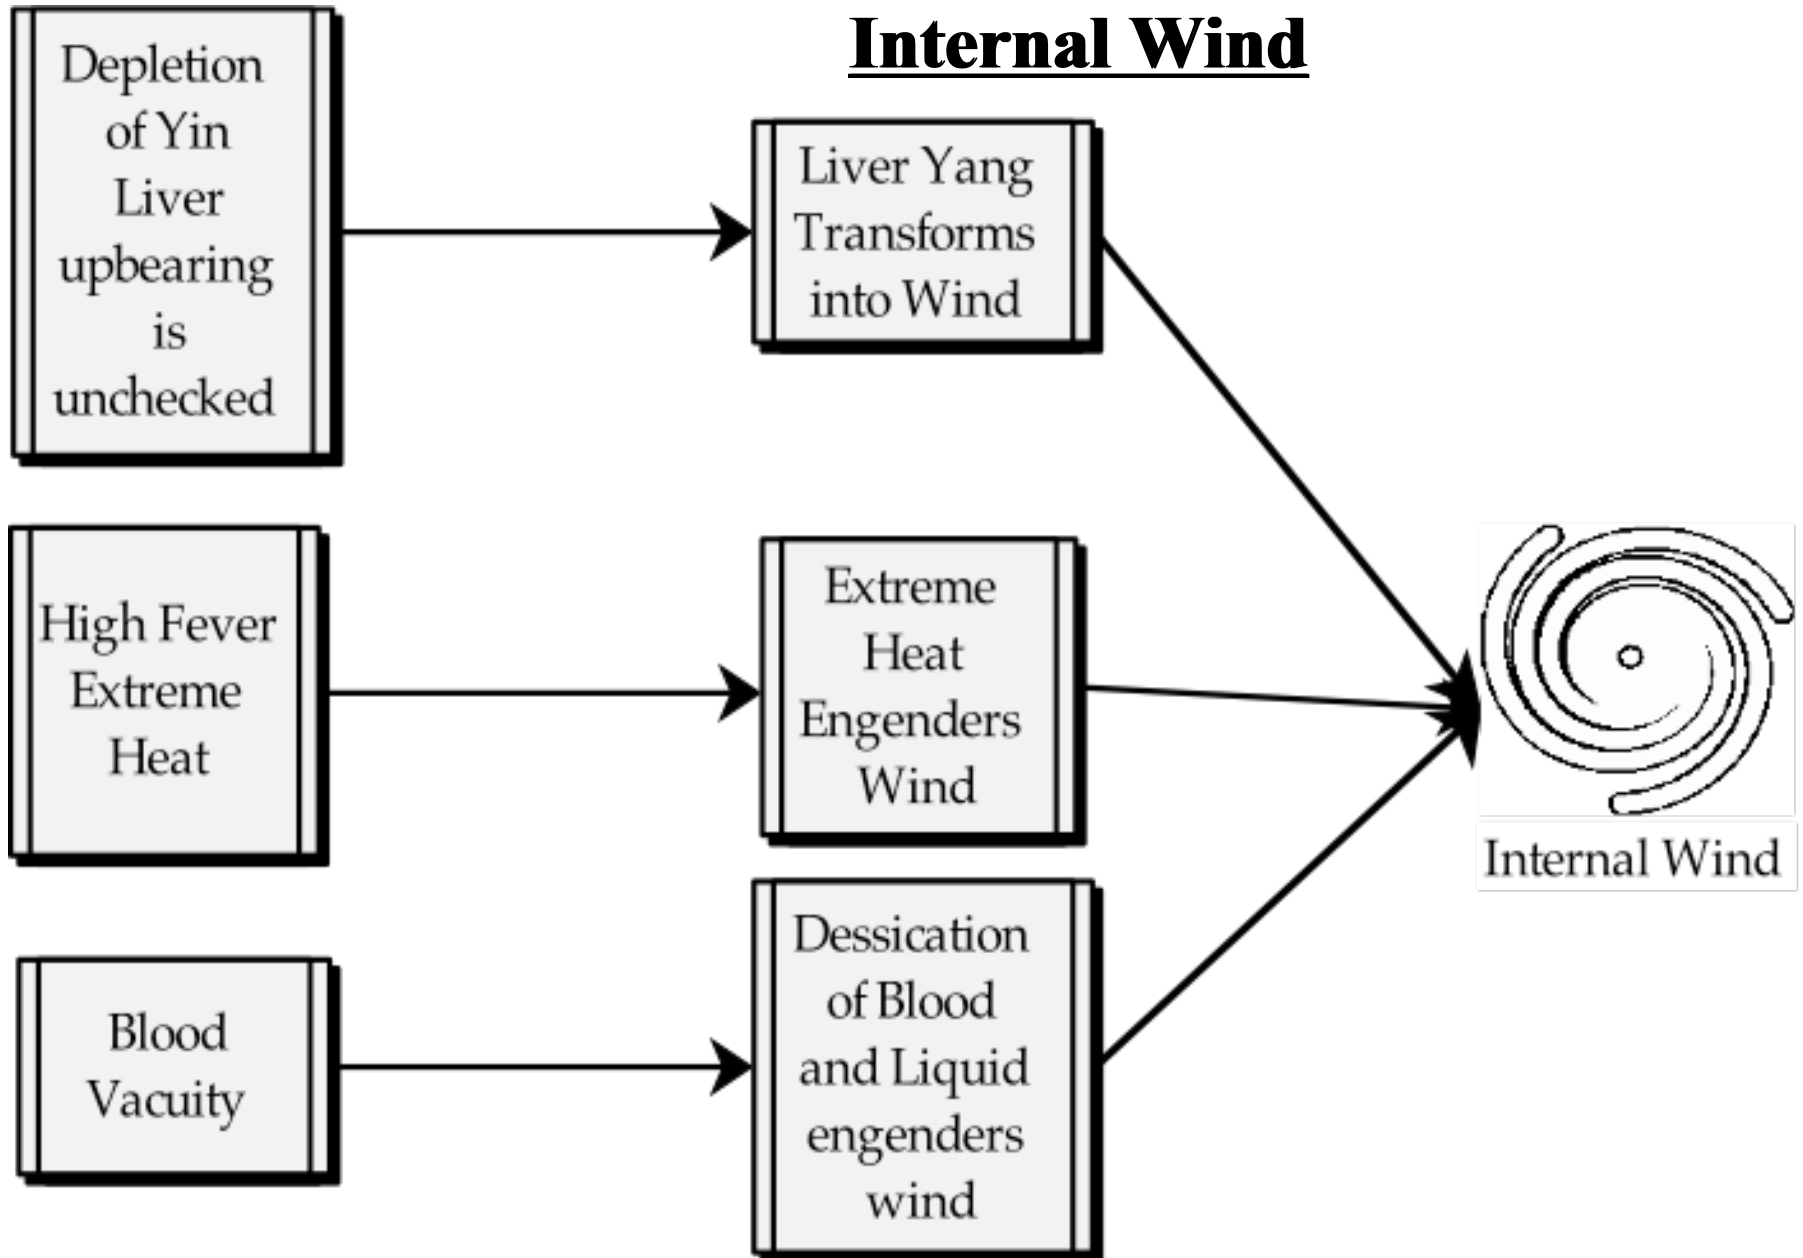 Internal Wind
Depletion
of Yin
Liver
upbearing
is
unchecked
Liver Yang
Transforms
into Wind
High Fever
Extreme
Heat
Extreme
Heat
Engenders
Wind
Blood
Vacuity
Dessication
of Blood
and Liquid
engenders
wind
Internal Wind